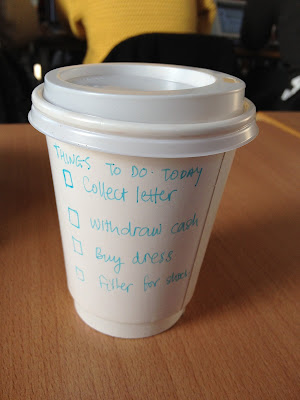 THINGS TO DO - TODAY
Collect letter
Withdraw cash
Buy dress
Filter for